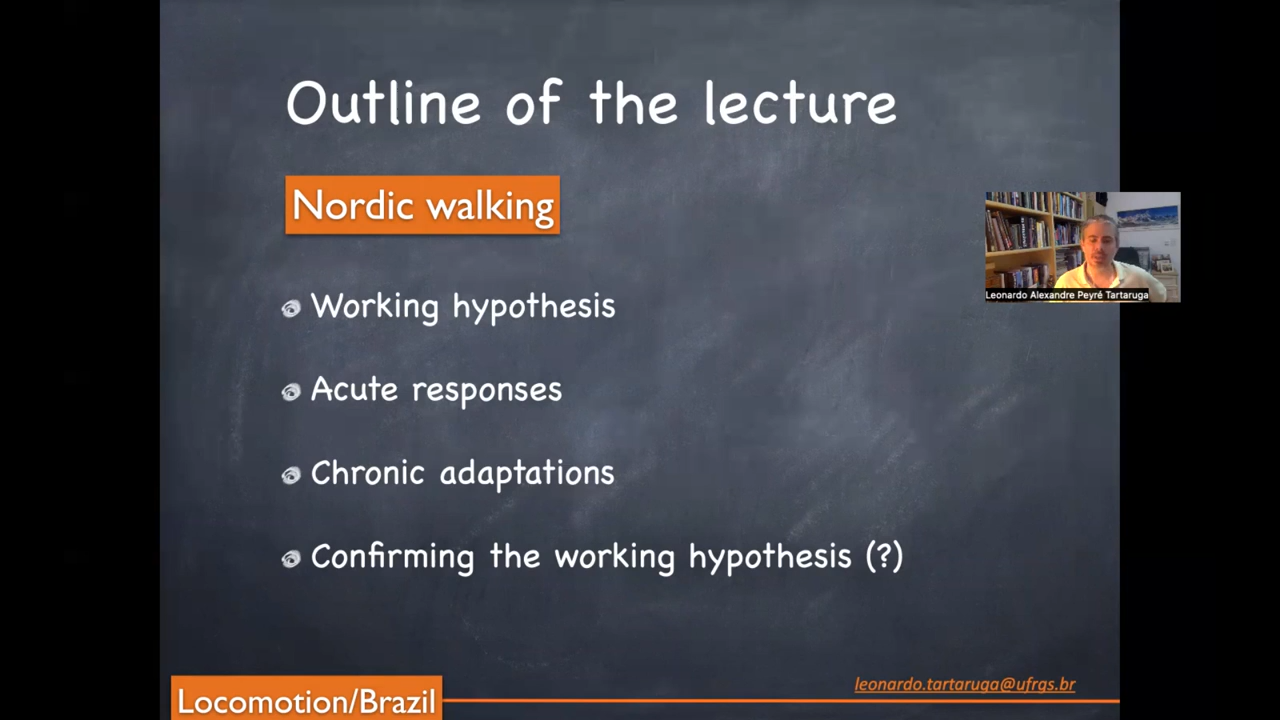 Outline of the lecture
Nordic walking
Working hypothesis
Acute responses
Chronic adaptations
Confirming the working hypothesis (?)
Leonardo Alexandre Peyré Tartaruga
leonardo.tartaruga@ufrgs.br
Locomotion/Brazil